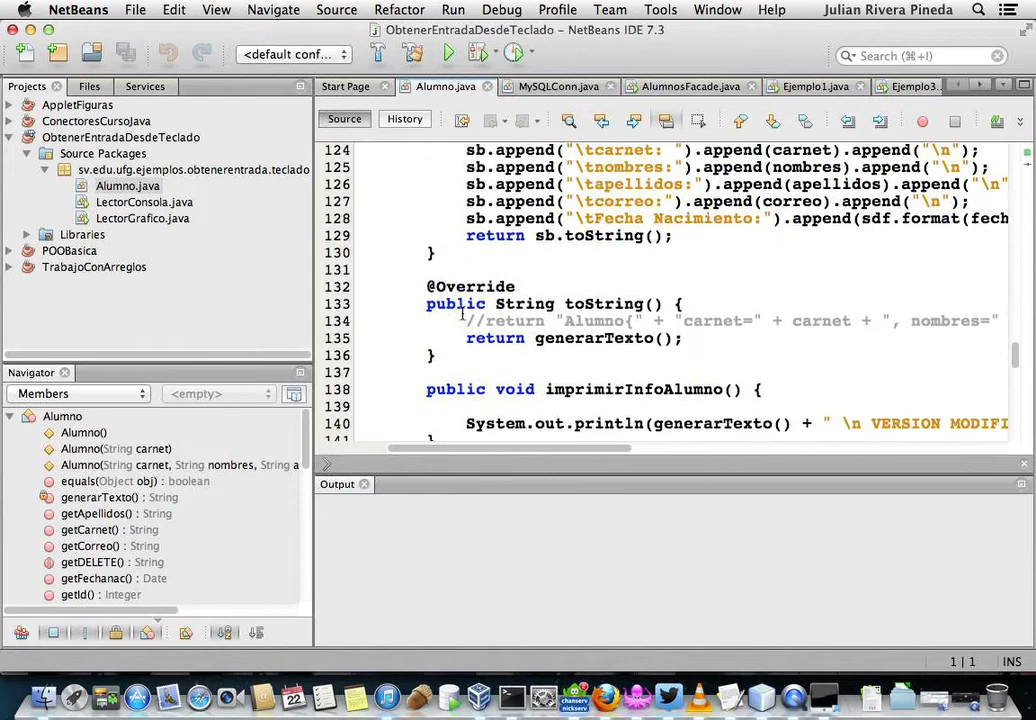 NetBeans File Edit View Navigate Source Refactor Run Debug Profile Team Tools Window Help Julian Rivera Pineda
ObtenerEntradaDesdeTeclado - NetBeans IDE 7.3
<default conf... Search (⌘+I)
Projects Files Services
Start Page Alumno.java MySQLConn.java AlumnosFacade.java Ejemplo1.java Ejemplo3...
AppletFiguras
ConectoresCursoJava
ObtenerEntradaDesdeTeclado
Source Packages
sv.edu.ufg.ejemplos.obtenerentrada.teclado
Alumno.java
LectorConsola.java
LectorGrafico.java
Libraries
POOBasica
TrabajoConArreglos
Source History
124 sb.append("\tcarnet: ").append(carnet).append("\n");
125 sb.append("\tnombres:").append(nombres).append("\n");
126 sb.append("\tapellidos:").append(apellidos).append("\n"
127 sb.append("\tcorreo:").append(correo).append("\n");
128 sb.append("\tFecha Nacimiento:").append(sdf.format(fech
129 return sb.toString();
130 }
131
132 @Override
133 public String toString() {
134 //return "Alumno{" + "carnet=" + carnet + ", nombres="
135 return generarTexto();
136 }
137
138 public void imprimirInfoAlumno() {
139
140 System.out.println(generarTexto() + " \n VERSION MODIFI
141 }
Navigator
Members <empty>
Alumno
Alumno()
Alumno(String carnet)
Alumno(String carnet, String nombres, String a
equals(Object obj) : boolean
generarTexto() : String
getApellidos() : String
getCarnet() : String
getCorreo() : String
getDELETE() : String
getFechanac() : Date
getId() : Integer
Output
1 | 1 INS
22
chanserv
nickserv